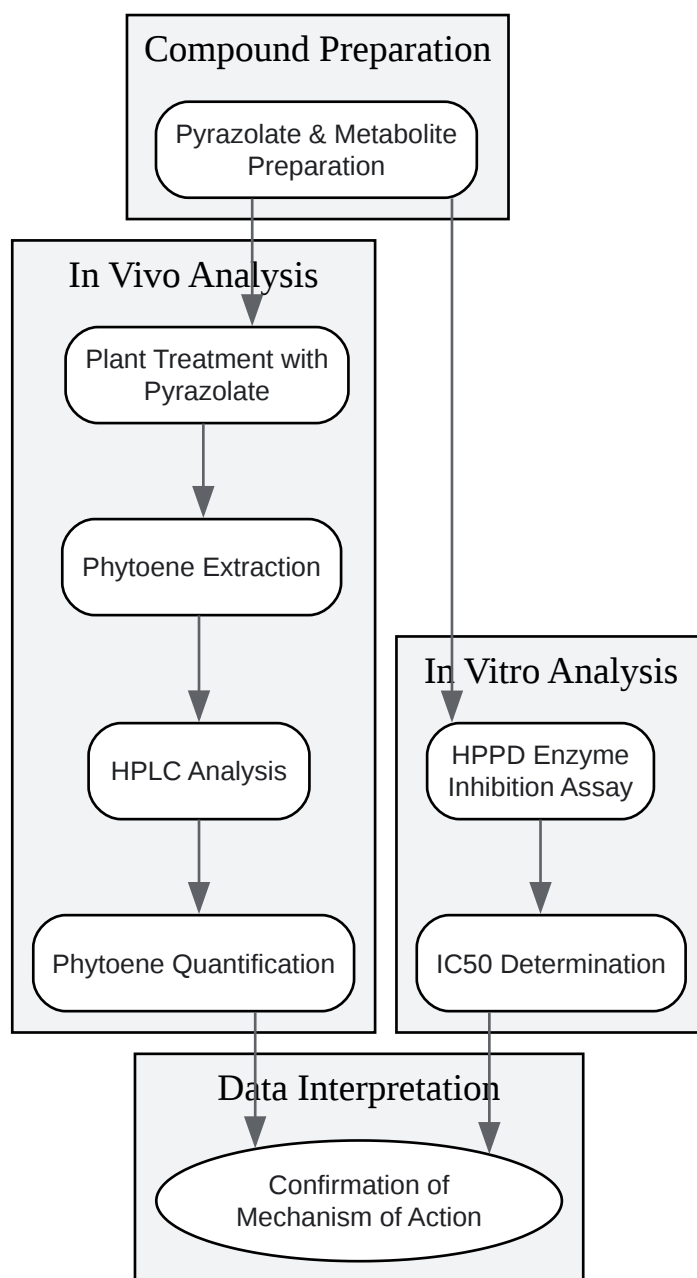 Compound Preparation
Pyrazolate & Metabolite
Preparation
In Vivo Analysis
Plant Treatment with
Pyrazolate
Phytoene Extraction
HPLC Analysis
Phytoene Quantification
In Vitro Analysis
HPPD Enzyme
Inhibition Assay
IC50 Determination
Data Interpretation
Confirmation of
Mechanism of Action